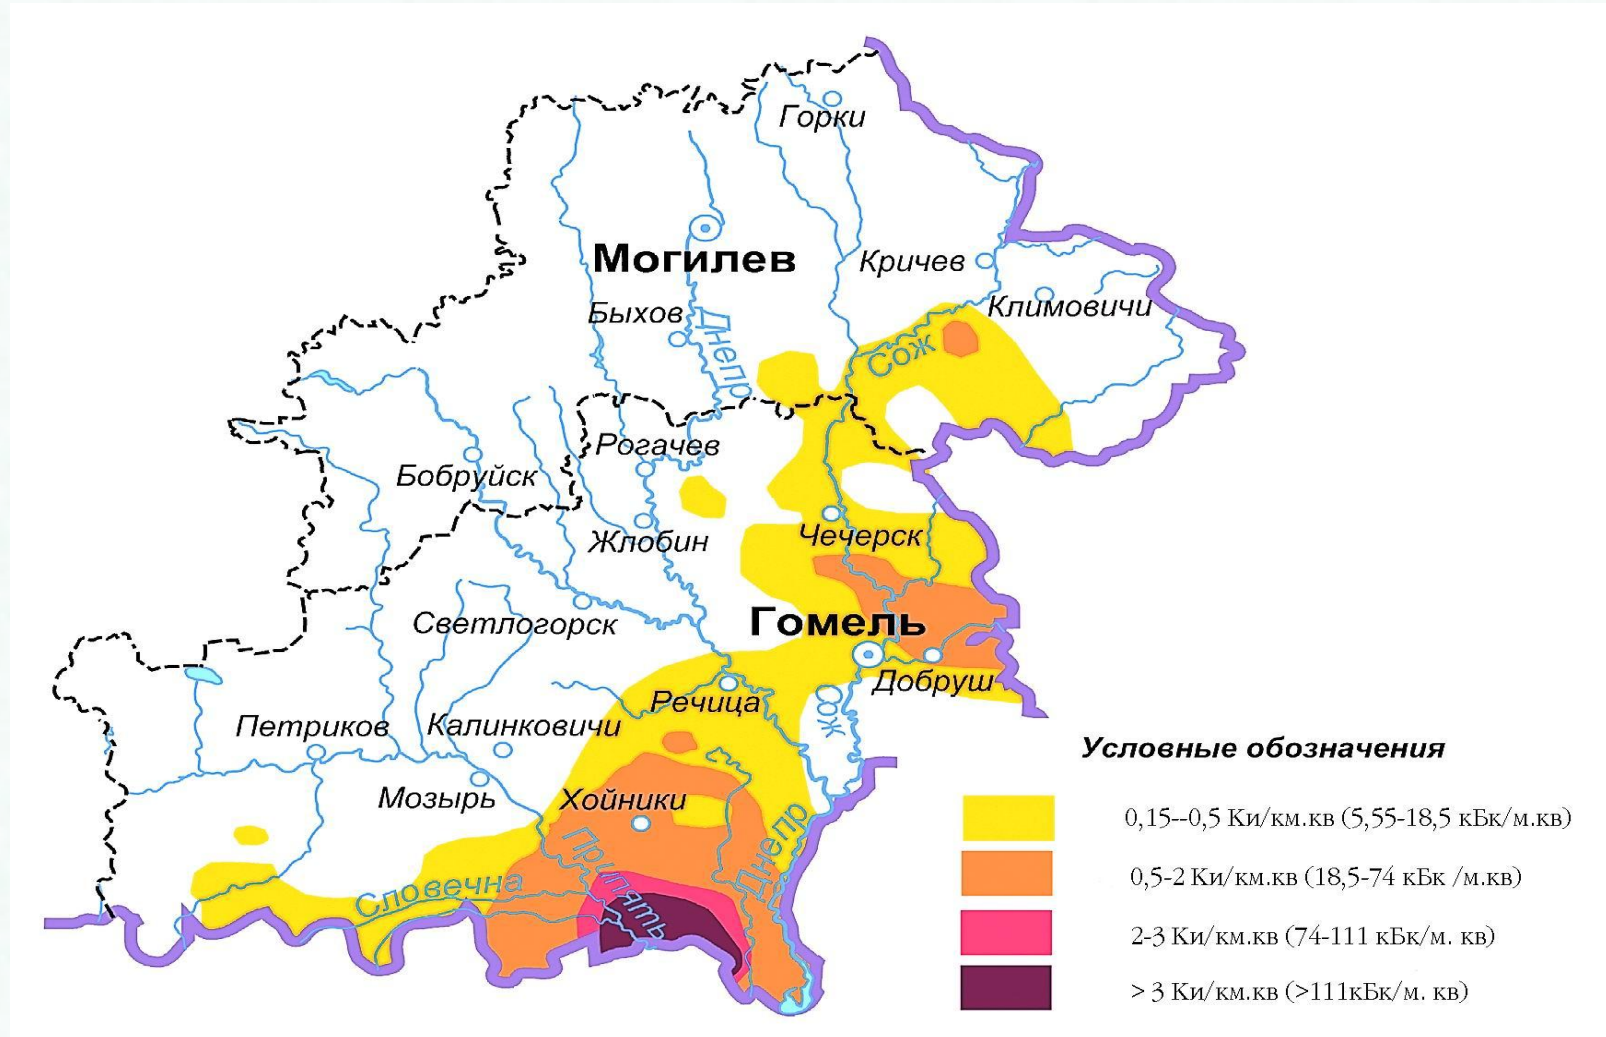 Горки
Могилев
Кричев
Климовичи
Быхов
Днепр
Сож
Рогачев
Бобруйск
Жлобин
Чечерск
Светлогорск
Гомель
Добруш
Речица
Сож
Петриков
Калинковичи
Мозырь
Хойники
Припять
Днепр
Словечна
Условные обозначения
0,15--0,5 Ки/км.кв (5,55-18,5 кБк/м.кв)
0,5-2 Ки/км.кв (18,5-74 кБк /м.кв)
2-3 Ки/км.кв (74-111 кБк/м. кв)
> 3 Ки/км.кв (>111кБк/м. кв)